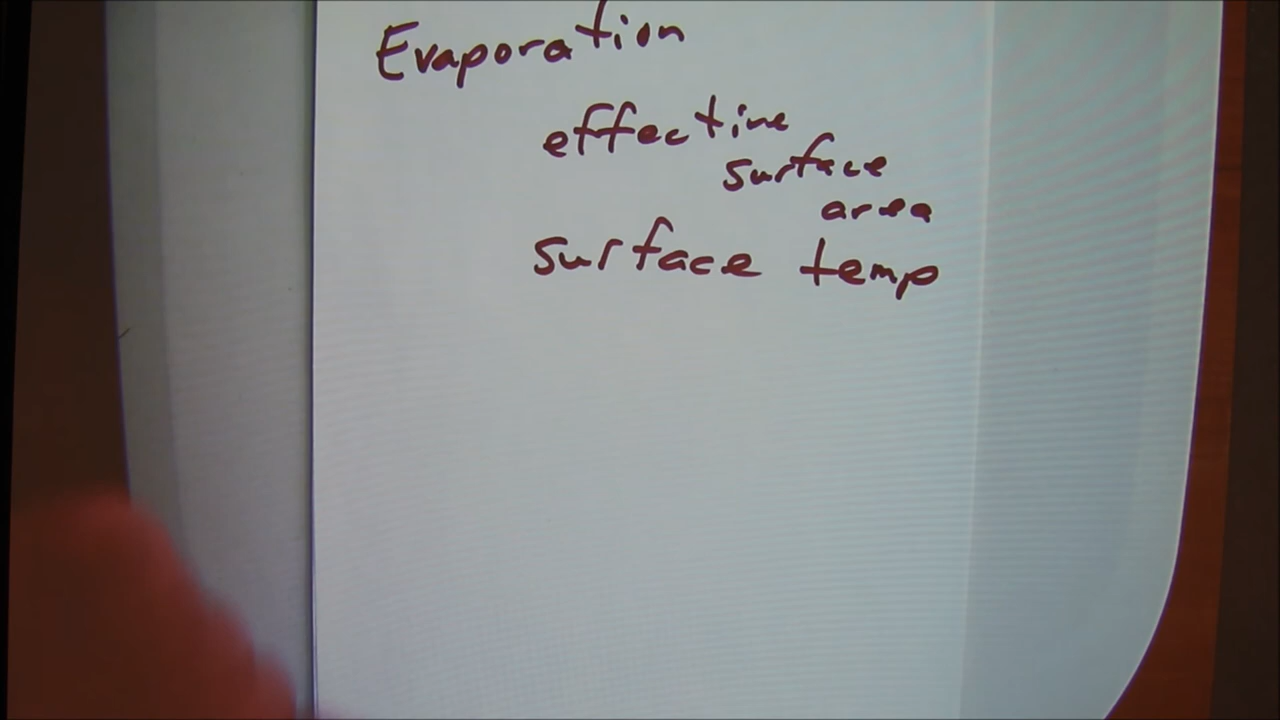 Evaporation
effective
surface
area
surface temp